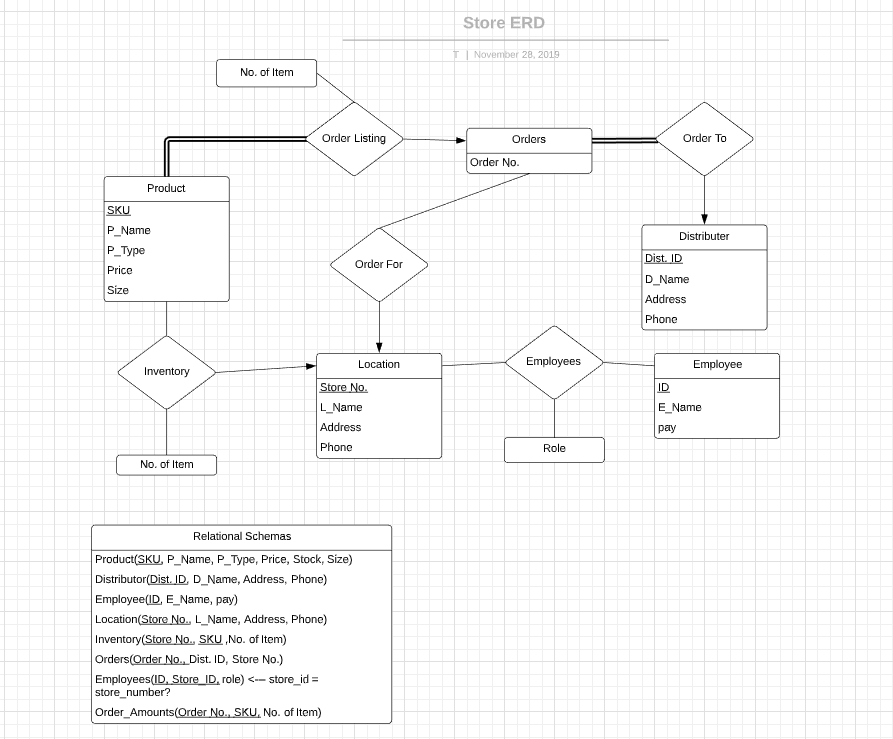 Store ERD
T | November 28, 2019
No. of Item
Order Listing
Orders
Order No.
Order To
Product
SKU
P_Name
P_Type
Price
Size
Distributer
Dist. ID
D_Name
Address
Phone
Order For
Inventory
Location
Store No.
L_Name
Address
Phone
Employees
Employee
ID
E_Name
pay
Role
No. of Item
Relational Schemas
Product(SKU, P_Name, P_Type, Price, Stock, Size)
Distributor(Dist. ID, D_Name, Address, Phone)
Employee(ID, E_Name, pay)
Location(Store No., L_Name, Address, Phone)
Inventory(Store No., SKU ,No. of Item)
Orders(Order No., Dist. ID, Store No.)
Employees(ID, Store_ID, role) <--- store_id =
store_number?
Order_Amounts(Order No., SKU, No. of Item)